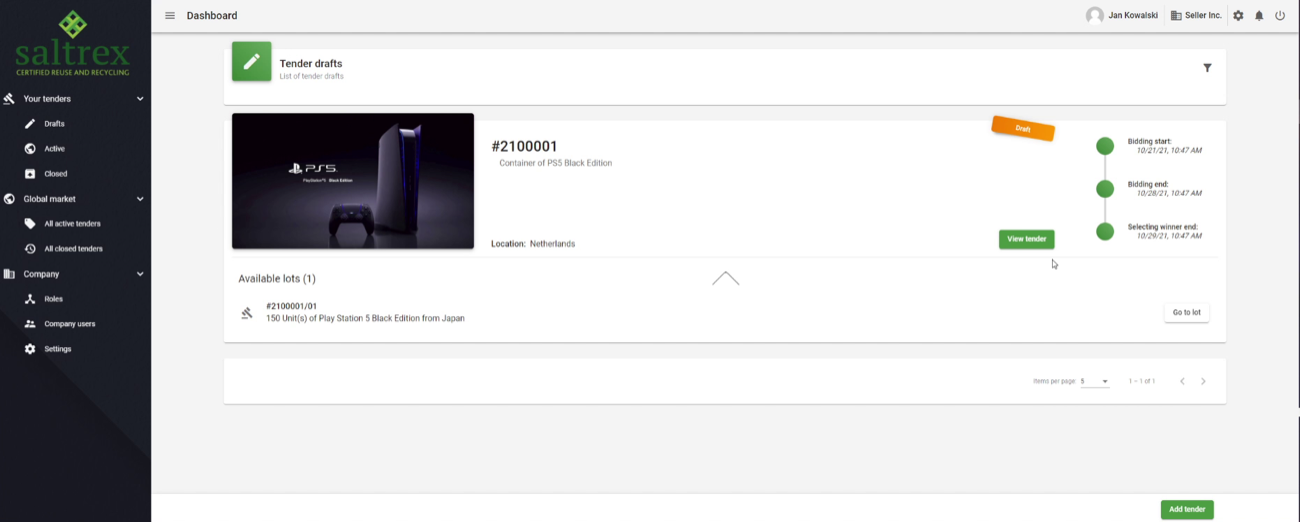 saltrex
CERTIFIED REUSE AND RECYCLING
Your tenders
Drafts
Active
Closed
Global market
All active tenders
All closed tenders
Company
Roles
Company users
Settings
Dashboard
Jan Kowalski
Seller Inc.
Tender drafts
List of tender drafts
PS5
PlayStation 5 Black Edition
#2100001
Container of PS5 Black Edition
Location: Netherlands
Draft
View tender
Bidding start:
10/21/21, 10:47 AM
Bidding end:
10/28/21, 10:47 AM
Selecting winner end:
10/29/21, 10:47 AM
Available lots (1)
#2100001/01
150 Unit(s) of Play Station 5 Black Edition from Japan
Go to lot
Items per page: 5
1 – 1 of 1
Add tender